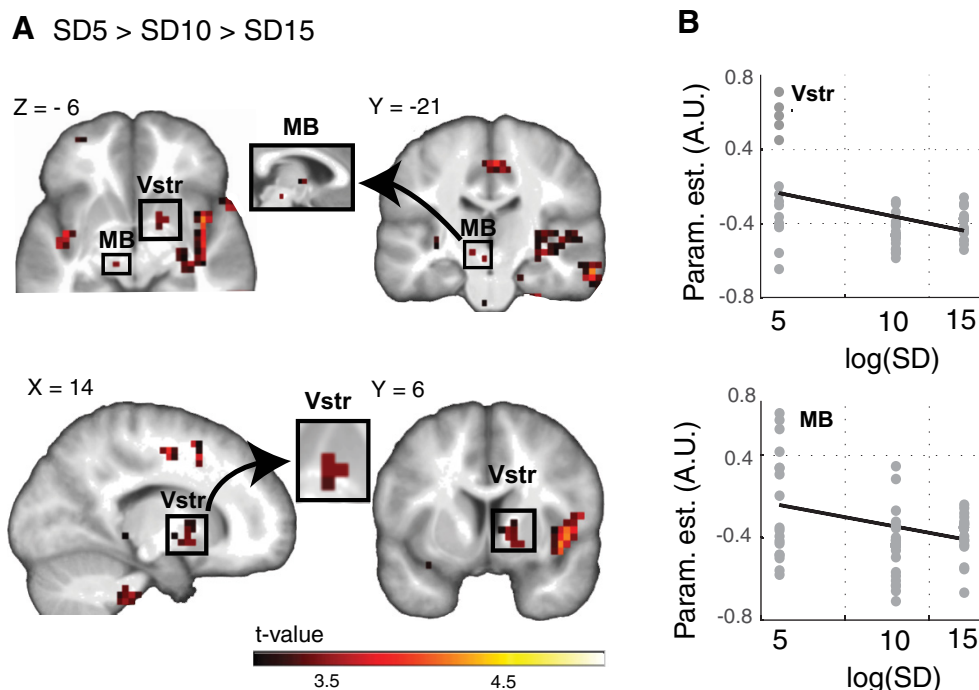 A SD5 > SD10 > SD15
Z = - 6
MB
Y = -21
Vstr
MB
MB
X = 14
Vstr
Y = 6
Vstr
Vstr
t-value
3.5 4.5
B
0.8
Vstr
0.4
-0.4
-0.8
Param. est. (A.U.)
5 10 15
log(SD)
0.8
MB
0.4
-0.4
-0.8
Param. est. (A.U.)
5 10 15
log(SD)